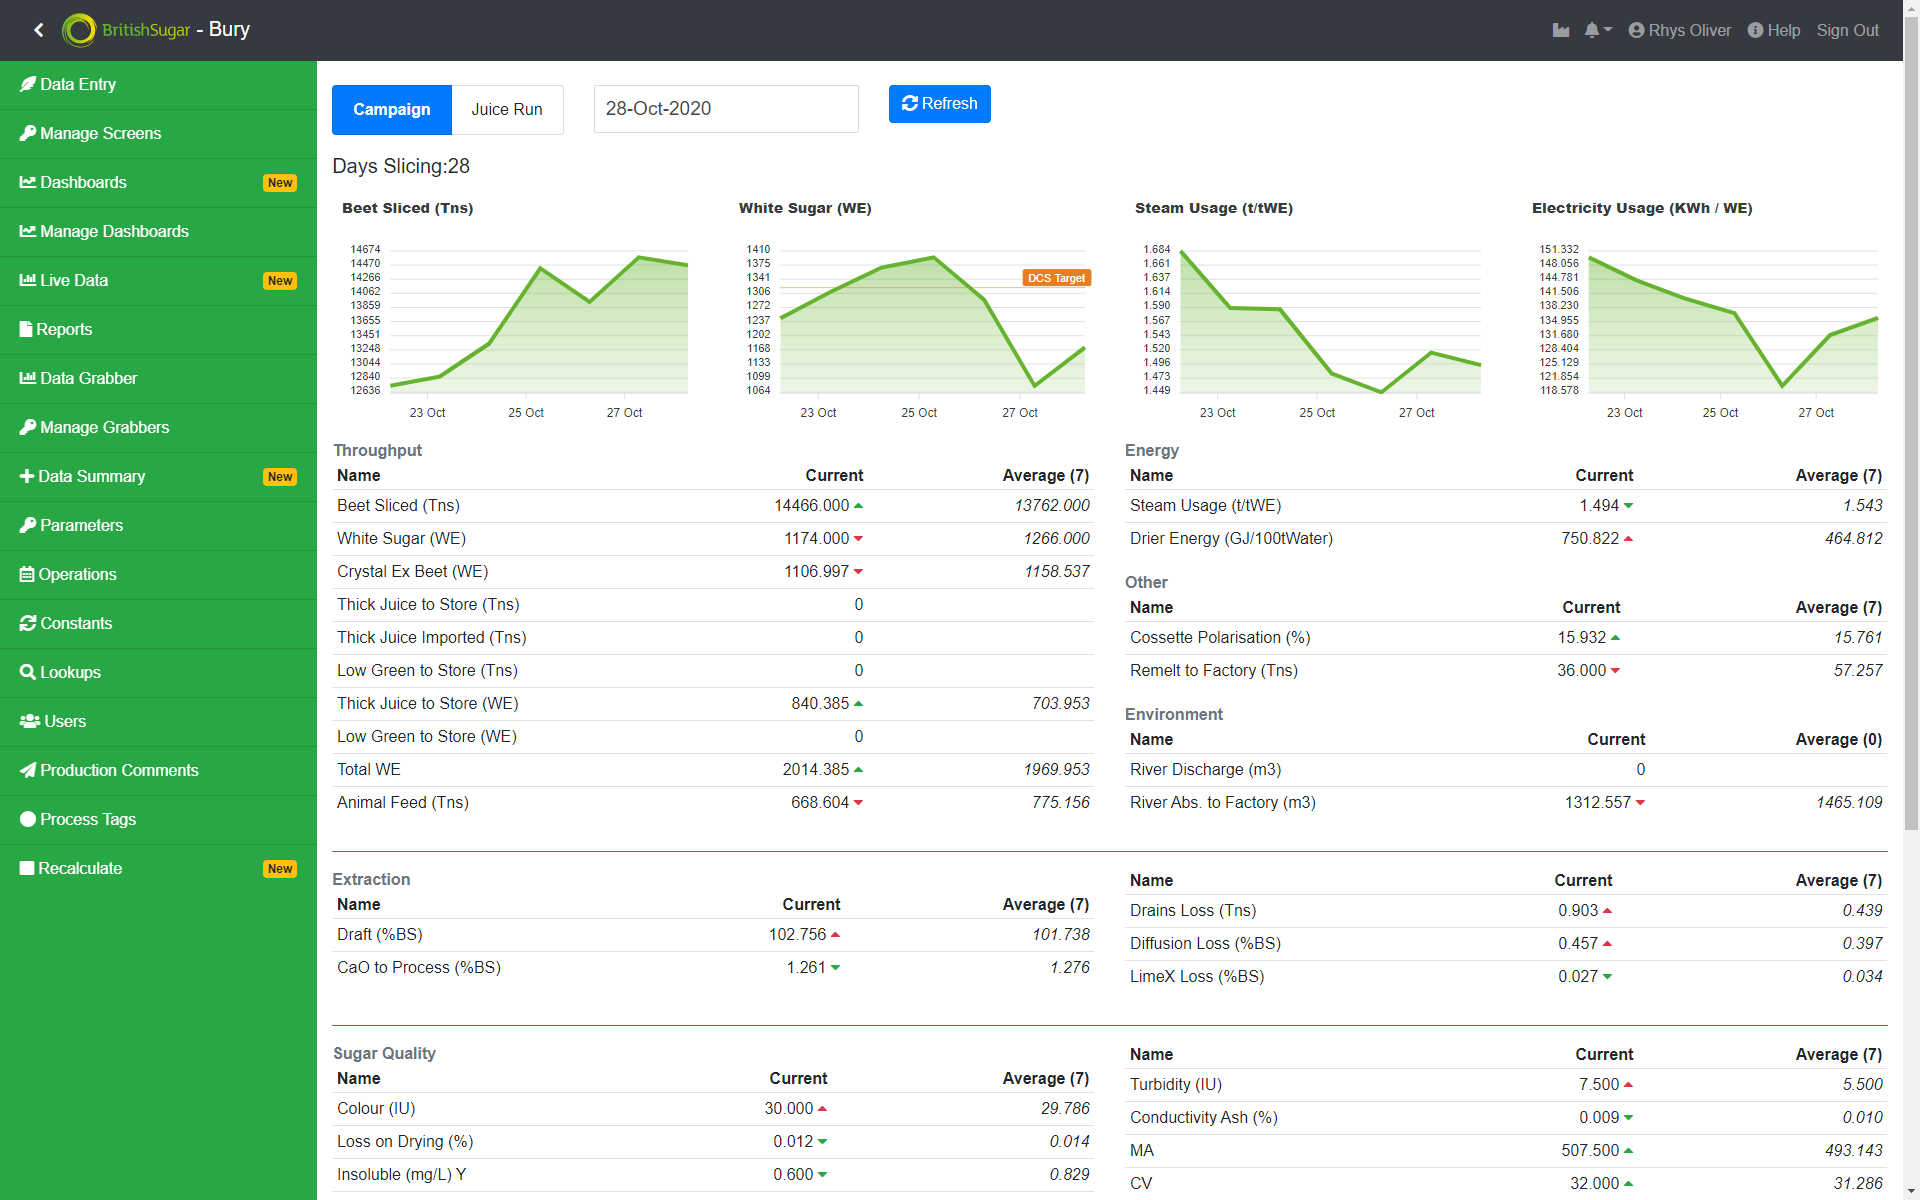 BritishSugar - Bury
Rhys Oliver Help Sign Out
Data Entry
Manage Screens
Dashboards New
Manage Dashboards
Live Data New
Reports
Data Grabber
Manage Grabbers
Data Summary New
Parameters
Operations
Constants
Lookups
Users
Production Comments
Process Tags
Recalculate New
Campaign Juice Run 28-Oct-2020 Refresh
Days Slicing:28
Beet Sliced (Tns)
14674
14470
14266
14062
13859
13655
13451
13248
13044
12840
12636
23 Oct 25 Oct 27 Oct
White Sugar (WE)
1410
1375
1341
1306
1272
1237
1202
1168
1133
1099
1064
DCS Target
23 Oct 25 Oct 27 Oct
Steam Usage (t/tWE)
1.684
1.661
1.637
1.614
1.590
1.567
1.543
1.520
1.496
1.473
1.449
23 Oct 25 Oct 27 Oct
Electricity Usage (KWh / WE)
151.332
148.056
144.781
141.506
138.230
134.955
131.680
128.404
125.129
121.854
118.578
23 Oct 25 Oct 27 Oct
Throughput
Name Current Average (7)
Beet Sliced (Tns) 14466.000 13762.000
White Sugar (WE) 1174.000 1266.000
Crystal Ex Beet (WE) 1106.997 1158.537
Thick Juice to Store (Tns) 0
Thick Juice Imported (Tns) 0
Low Green to Store (Tns) 0
Thick Juice to Store (WE) 840.385 703.953
Low Green to Store (WE) 0
Total WE 2014.385 1969.953
Animal Feed (Tns) 668.604 775.156
Energy
Name Current Average (7)
Steam Usage (t/tWE) 1.494 1.543
Drier Energy (GJ/100tWater) 750.822 464.812
Other
Name Current Average (7)
Cossette Polarisation (%) 15.932 15.761
Remelt to Factory (Tns) 36.000 57.257
Environment
Name Current Average (0)
River Discharge (m3) 0
River Abs. to Factory (m3) 1312.557 1465.109
Extraction
Name Current Average (7)
Draft (%BS) 102.756 101.738
CaO to Process (%BS) 1.261 1.276
Name Current Average (7)
Drains Loss (Tns) 0.903 0.439
Diffusion Loss (%BS) 0.457 0.397
LimeX Loss (%BS) 0.027 0.034
Sugar Quality
Name Current Average (7)
Colour (IU) 30.000 29.786
Loss on Drying (%) 0.012 0.014
Insoluble (mg/L) Y 0.600 0.829
Name Current Average (7)
Turbidity (IU) 7.500 5.500
Conductivity Ash (%) 0.009 0.010
MA 507.500 493.143
CV 32.000 31.286